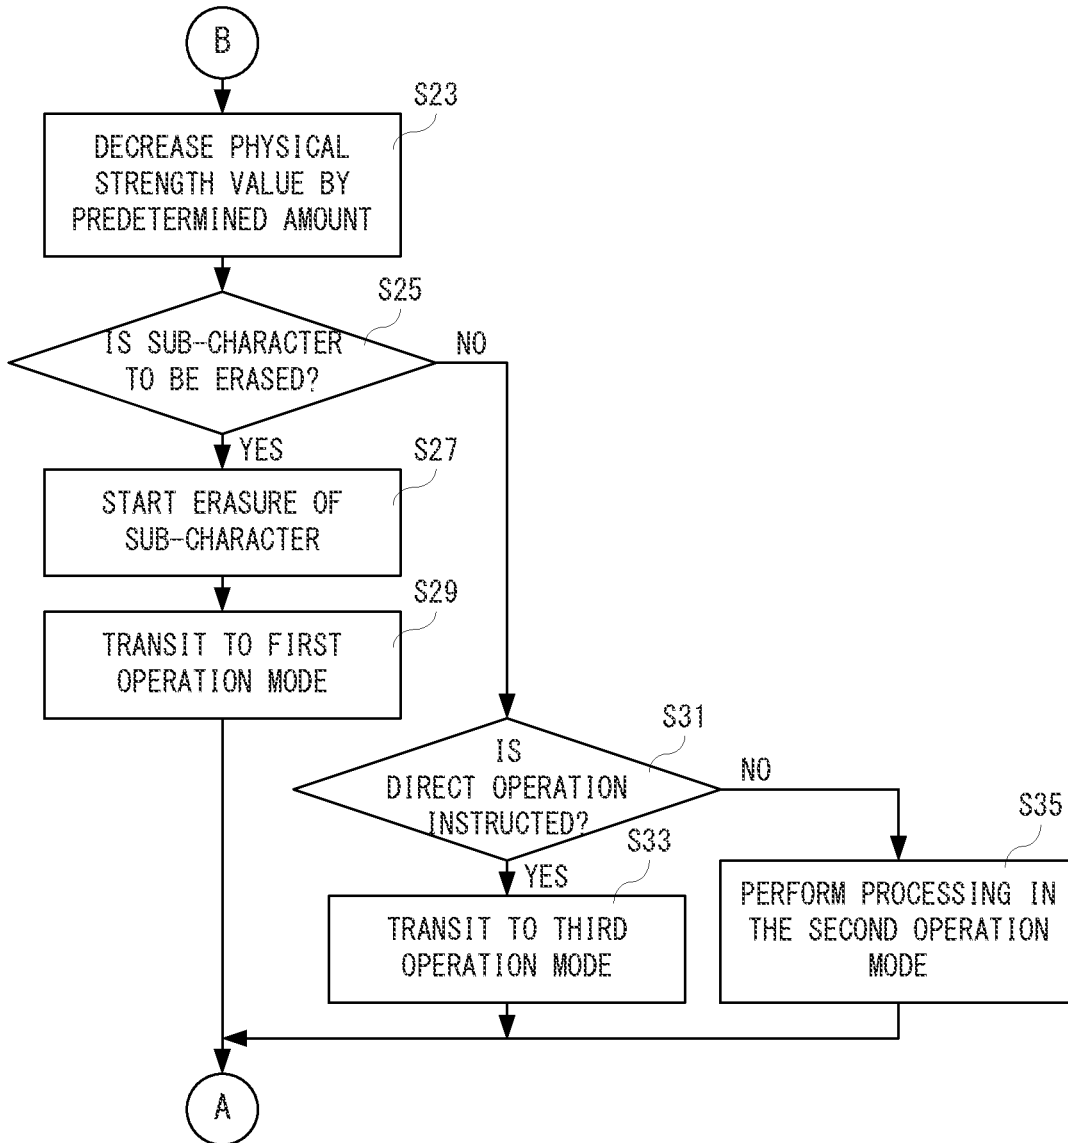 B
S23
DECREASE PHYSICAL
STRENGTH VALUE BY
PREDETERMINED AMOUNT
S25
IS SUB-CHARACTER
TO BE ERASED?
NO
YES
S27
START ERASURE OF
SUB-CHARACTER
S29
TRANSIT TO FIRST
OPERATION MODE
S31
IS
DIRECT OPERATION
INSTRUCTED?
NO
YES
S33
TRANSIT TO THIRD
OPERATION MODE
S35
PERFORM PROCESSING IN
THE SECOND OPERATION
MODE
A